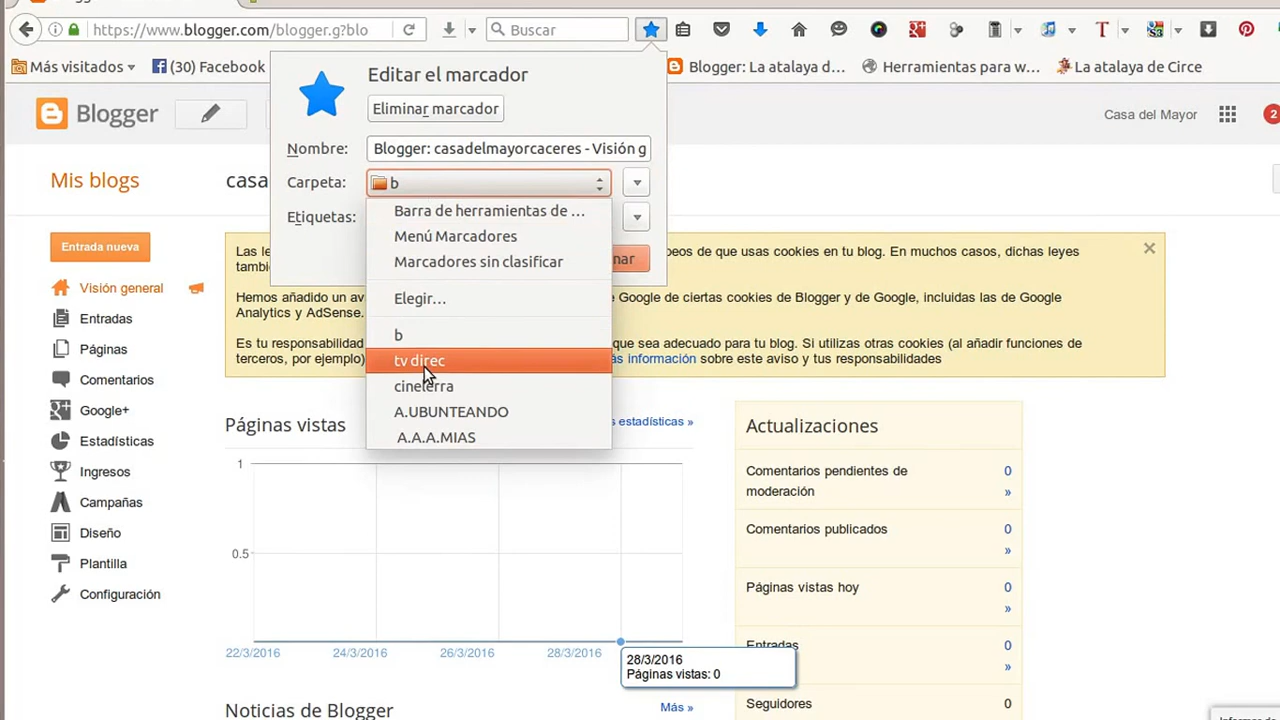 https://www.blogger.com/blogger.g?blo
Buscar
Más visitados
(30) Facebook
Blogger: La atalaya d...
Herramientas para w...
La atalaya de Circe
Editar el marcador
Eliminar marcador
Nombre:
Blogger: casadelmayorcaceres - Visión g
Carpeta:
b
Etiquetas:
Barra de herramientas de ...
Menú Marcadores
Marcadores sin clasificar
Elegir...
b
tv direc
cinelerra
A.UBUNTEANDO
A.A.A.MIAS
nar
Blogger
Casa del Mayor
2
Mis blogs
casa
Entrada nueva
Visión general
Entradas
Páginas
Comentarios
Google+
Estadísticas
Ingresos
Campañas
Diseño
Plantilla
Configuración
Las le peos de que usas cookies en tu blog. En muchos casos, dichas leyes
també
Hemos añadido un av de Google de ciertas cookies de Blogger y de Google, incluidas las de Google
Analytics y AdSense.
Es tu responsabilidad que sea adecuado para tu blog. Si utilizas otras cookies (al añadir funciones de
terceros, por ejemplo) ás información sobre este aviso y tus responsabilidades
Páginas vistas
s estadísticas »
1
0.5
22/3/2016
24/3/2016
26/3/2016
28/3/2016
28/3/2016
Páginas vistas: 0
Actualizaciones
Comentarios pendientes de
moderación
0
»
Comentarios publicados
0
»
Páginas vistas hoy
0
»
Entradas
0
»
Seguidores
0
Noticias de Blogger
Más »